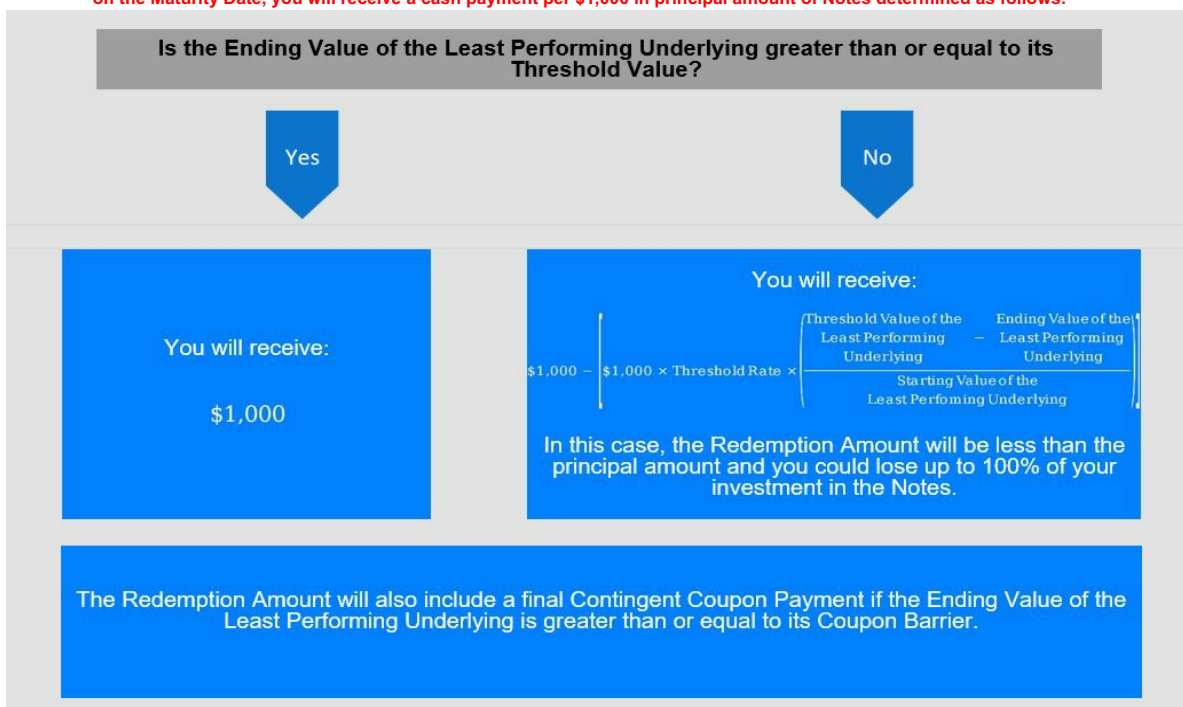 on the Maturity Date, you will receive a cash payment per $1,000 in principal amount of Notes determined as follows:
Is the Ending Value of the Least Performing Underlying greater than or equal to its
Threshold Value?
Yes
No
You will receive:
$1,000
You will receive:
$1,000 − [$1,000 × Threshold Rate × (
Threshold Value of the
Least Performing
Underlying
−
Ending Value of the
Least Performing
Underlying
Starting Value of the
Least Perfoming Underlying
)]
In this case, the Redemption Amount will be less than the
principal amount and you could lose up to 100% of your
investment in the Notes.
The Redemption Amount will also include a final Contingent Coupon Payment if the Ending Value of the
Least Performing Underlying is greater than or equal to its Coupon Barrier.